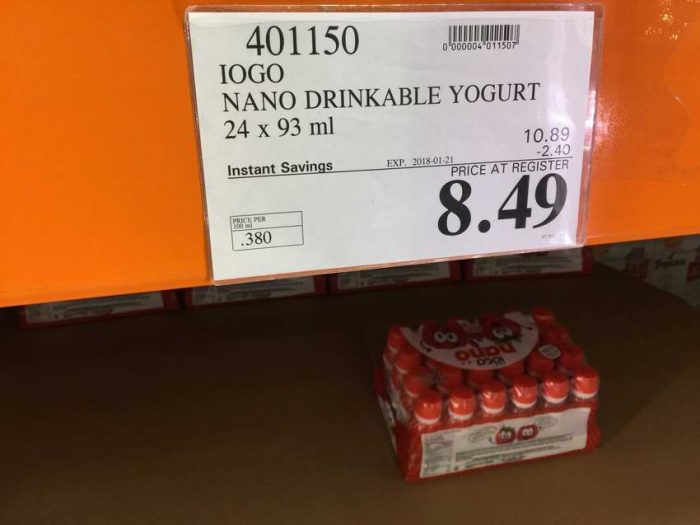 401150
0"000004"011507
IOGO
NANO DRINKABLE YOGURT
24 x 93 ml
10.89
-2.40
Instant Savings
EXP. 2018-01-21
PRICE AT REGISTER
8.49
PRICE PER
100 ml
.380
IOGO
nano